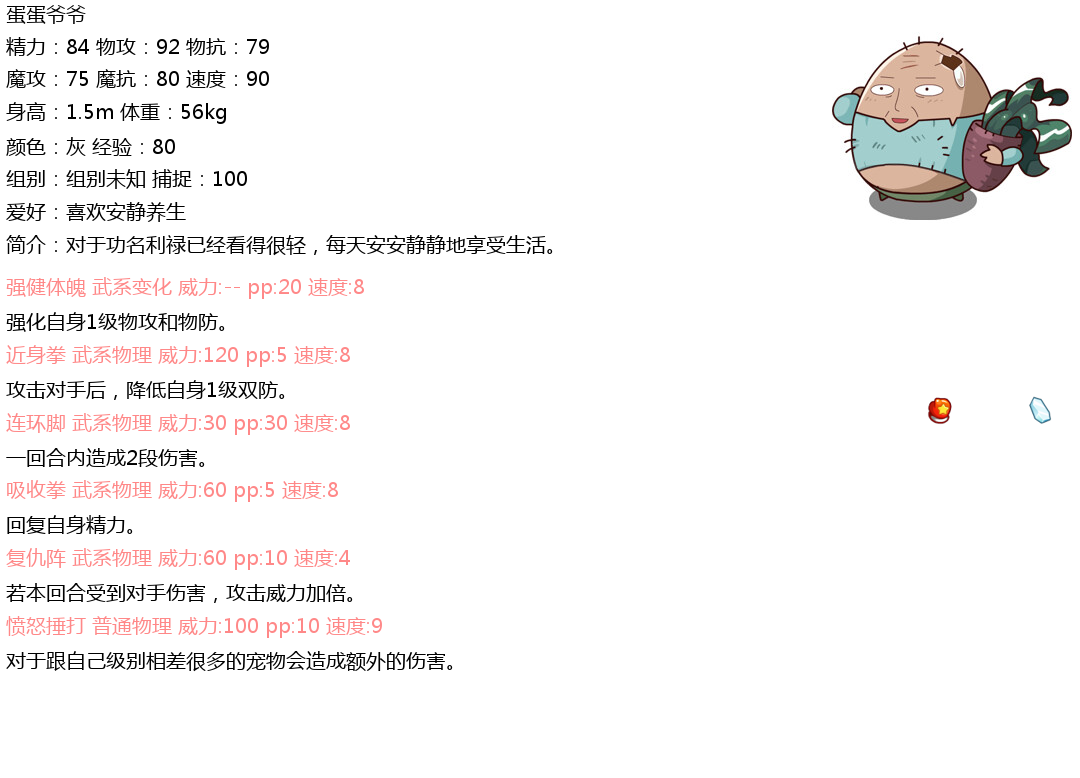 蛋蛋爷爷
精力：84 物攻：92 物抗：79
魔攻：75 魔抗：80 速度：90
身高：1.5m 体重：56kg
颜色：灰 经验：80
组别：组别未知 捕捉：100
爱好：喜欢安静养生
简介：对于功名利禄已经看得很轻，每天安安静静地享受生活。
强健体魄 武系变化 威力:-- pp:20 速度:8
强化自身1级物攻和物防。
近身拳 武系物理 威力:120 pp:5 速度:8
攻击对手后，降低自身1级双防。
连环脚 武系物理 威力:30 pp:30 速度:8
一回合内造成2段伤害。
吸收拳 武系物理 威力:60 pp:5 速度:8
回复自身精力。
复仇阵 武系物理 威力:60 pp:10 速度:4
若本回合受到对手伤害，攻击威力加倍。
愤怒捶打 普通物理 威力:100 pp:10 速度:9
对于跟自己级别相差很多的宠物会造成额外的伤害。